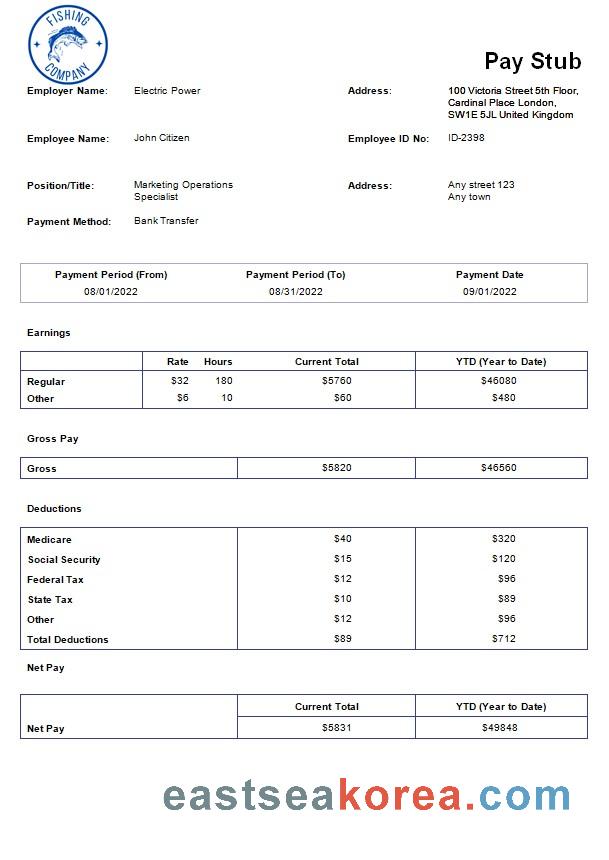 FISHING
COMPANY
Pay Stub
Employer Name: Electric Power Address: 100 Victoria Street 5th Floor,
Cardinal Place London,
SW1E 5JL United Kingdom
Employee Name: John Citizen Employee ID No: ID-2398
Position/Title: Marketing Operations Address: Any street 123
Specialist Any town
Payment Method: Bank Transfer
Payment Period (From) Payment Period (To) Payment Date
08/01/2022 08/31/2022 09/01/2022
Earnings
Rate Hours Current Total YTD (Year to Date)
Regular $32 180 $5760 $46080
Other $6 10 $60 $480
Gross Pay
Gross $5820 $46560
Deductions
Medicare $40 $320
Social Security $15 $120
Federal Tax $12 $96
State Tax $10 $89
Other $12 $96
Total Deductions $89 $712
Net Pay
Current Total YTD (Year to Date)
Net Pay $5831 $49848
eastseakorea.com